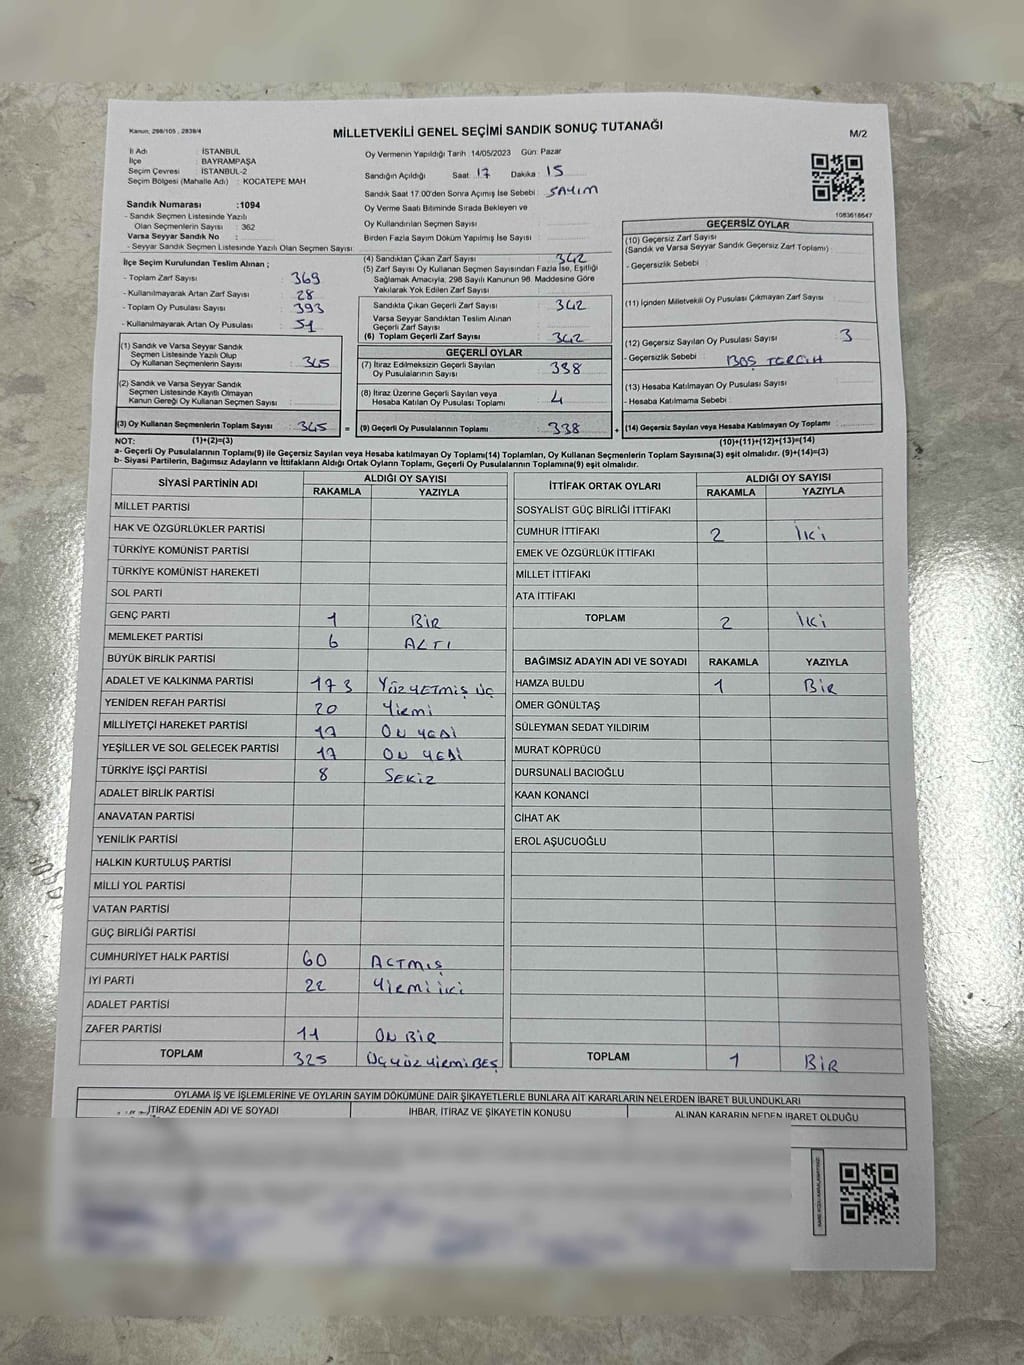 Kanun, 298/105 , 2839/4
MİLLETVEKİLİ GENEL SEÇİMİ SANDIK SONUÇ TUTANAĞI
M/2
İl Adı : İSTANBUL
İlçe : BAYRAMPAŞA
Seçim Çevresi : İSTANBUL-2
Seçim Bölgesi (Mahalle Adı) : KOCATEPE MAH
Sandık Numarası :1094
- Sandık Seçmen Listesinde Yazılı
Olan Seçmenlerin Sayısı : 362
Varsa Seyyar Sandık No :
- Seyyar Sandık Seçmen Listesinde Yazılı Olan Seçmen Sayısı :
Oy Vermenin Yapıldığı Tarih :14/05/2023 Gün: Pazar
Sandığın Açıldığı Saat : 17 Dakika : 15
Sandık Saat 17:00'den Sonra Açımış İse Sebebi : SAYIM
Oy Verme Saati Bitiminde Sırada Bekleyen ve
Oy Kullandırılan Seçmen Sayısı :
Birden Fazla Sayım Döküm Yapılmış İse Sayısı :
1083618647
İlçe Seçim Kurulundan Teslim Alınan ;
- Toplam Zarf Sayısı : 369
- Kullanılmayarak Artan Zarf Sayısı : 28
- Toplam Oy Pusulası Sayısı : 393
- Kullanılmayarak Artan Oy Pusulası : 51
(1) Sandık ve Varsa Seyyar Sandık
Seçmen Listesinde Yazılı Olup
Oy Kullanan Seçmenlerin Sayısı : 345
(2) Sandık ve Varsa Seyyar Sandık
Seçmen Listesinde Kayıtlı Olmayan
Kanun Gereği Oy Kullanan Seçmen Sayısı :
(3) Oy Kullanan Seçmenlerin Toplam Sayısı : 345 =
(4) Sandıktan Çıkan Zarf Sayısı : 342
(5) Zarf Sayısı Oy Kullanan Seçmen Sayısından Fazla İse, Eşitliği
Sağlamak Amacıyla; 298 Sayılı Kanunun 98. Maddesine Göre
Yakılarak Yok Edilen Zarf Sayısı :
Sandıkta Çıkan Geçerli Zarf Sayısı : 342
Varsa Seyyar Sandıktan Teslim Alınan
Geçerli Zarf Sayısı :
(6) Toplam Geçerli Zarf Sayısı : 342
GEÇERLİ OYLAR
(7) İtiraz Edilmeksizin Geçerli Sayılan
Oy Pusulalarının Sayısı : 338
(8) İtiraz Üzerine Geçerli Sayılan veya
Hesaba Katılan Oy Pusulası Toplamı : 4
(9) Geçerli Oy Pusulalarının Toplamı : 338 +
GEÇERSİZ OYLAR
(10) Geçersiz Zarf Sayısı
(Sandık ve Varsa Seyyar Sandık Geçersiz Zarf Toplamı) :
- Geçersizlik Sebebi :
(11) İçinden Milletvekili Oy Pusulası Çıkmayan Zarf Sayısı :
(12) Geçersiz Sayılan Oy Pusulası Sayısı : 3
- Geçersizlik Sebebi : BOŞ TERCİH
(13) Hesaba Katılmayan Oy Pusulası Sayısı :
- Hesaba Katılmama Sebebi :
(14) Geçersiz Sayılan veya Hesaba Katılmayan Oy Toplamı :
NOT: (1)+(2)=(3) (10)+(11)+(12)+(13)=(14)
a- Geçerli Oy Pusulalarının Toplamı(9) ile Geçersiz Sayılan veya Hesaba katılmayan Oy Toplamı(14) Toplamları, Oy Kullanan Seçmenlerin Toplam Sayısına(3) eşit olmalıdır. (9)+(14)=(3)
b- Siyasi Partilerin, Bağımsız Adayların ve İttifakların Aldığı Ortak Oyların Toplamı, Geçerli Oy Pusulalarının Toplamına(9) eşit olmalıdır.
SİYASİ PARTİNİN ADI ALDIĞI OY SAYISI
RAKAMLA YAZIYLA
MİLLET PARTİSİ
HAK VE ÖZGÜRLÜKLER PARTİSİ
TÜRKİYE KOMÜNİST PARTİSİ
TÜRKİYE KOMÜNİST HAREKETİ
SOL PARTİ
GENÇ PARTİ 1 BİR
MEMLEKET PARTİSİ 6 ALTI
BÜYÜK BİRLİK PARTİSİ
ADALET VE KALKINMA PARTİSİ 173 YÜZYETMİŞ ÜÇ
YENİDEN REFAH PARTİSİ 20 YİRMİ
MİLLİYETÇİ HAREKET PARTİSİ 17 ON YEDİ
YEŞİLLER VE SOL GELECEK PARTİSİ 17 ON YEDİ
TÜRKİYE İŞÇİ PARTİSİ 8 SEKİZ
ADALET BİRLİK PARTİSİ
ANAVATAN PARTİSİ
YENİLİK PARTİSİ
HALKIN KURTULUŞ PARTİSİ
MİLLİ YOL PARTİSİ
VATAN PARTİSİ
GÜÇ BİRLİĞİ PARTİSİ
CUMHURİYET HALK PARTİSİ 60 ALTMIŞ
İYİ PARTİ 22 YİRMİ İKİ
ADALET PARTİSİ
ZAFER PARTİSİ 11 ON BİR
TOPLAM 325 ÜÇYÜZ YİRMİ BEŞ
İTTİFAK ORTAK OYLARI ALDIĞI OY SAYISI
RAKAMLA YAZIYLA
SOSYALİST GÜÇ BİRLİĞİ İTTİFAKI
CUMHUR İTTİFAKI 2 İKİ
EMEK VE ÖZGÜRLÜK İTTİFAKI
MİLLET İTTİFAKI
ATA İTTİFAKI
TOPLAM 2 İKİ
BAĞIMSIZ ADAYIN ADI VE SOYADI RAKAMLA YAZIYLA
HAMZA BULDU 1 BİR
ÖMER GÖNÜLTAŞ
SÜLEYMAN SEDAT YILDIRIM
MURAT KÖPRÜCÜ
DURSUNALİ BACIOĞLU
KAAN KONANCİ
CİHAT AK
EROL AŞUCUOĞLU
TOPLAM 1 BİR
OYLAMA İŞ VE İŞLEMLERİNE VE OYLARIN SAYIM DÖKÜMÜNE DAİR ŞİKAYETLERLE BUNLARA AİT KARARLARIN NELERDEN İBARET BULUNDUKLARI
İTİRAZ EDENİN ADI VE SOYADI İHBAR, İTİRAZ VE ŞİKAYETİN KONUSU ALINAN KARARIN NEDEN İBARET OLDUĞU